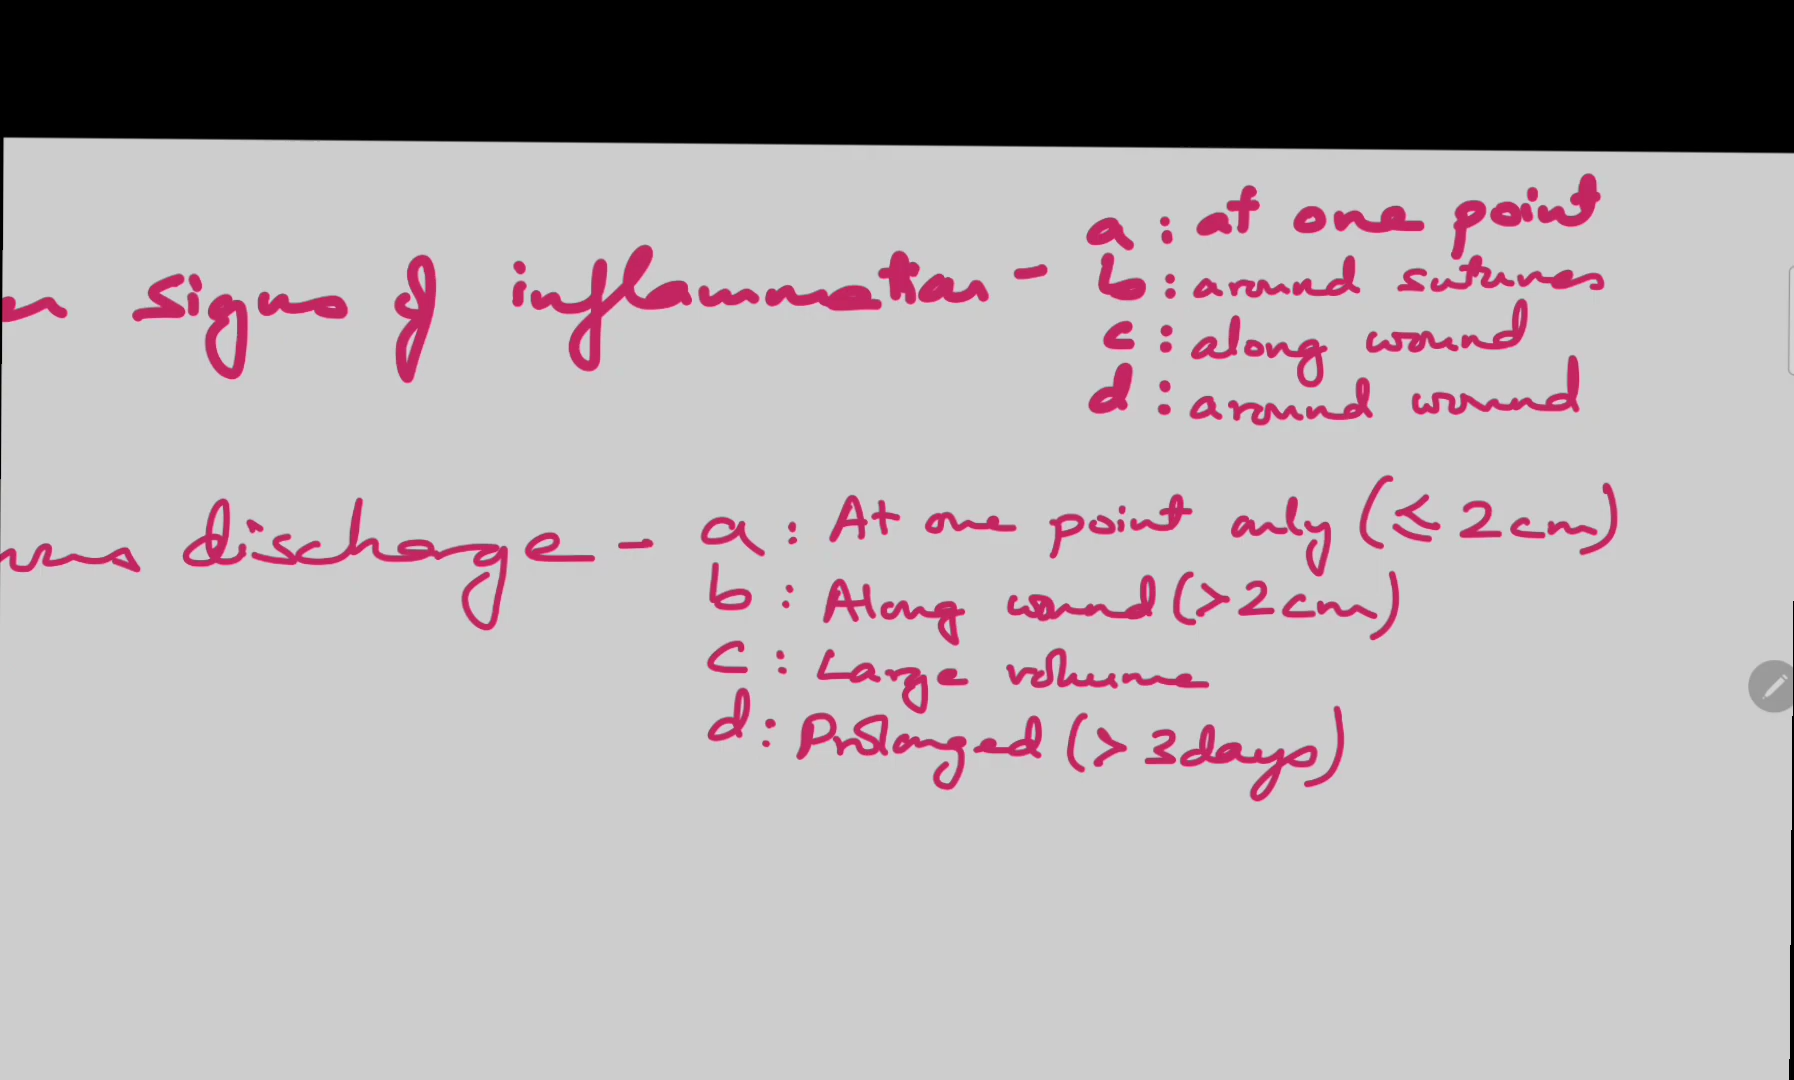 signs of inflammation - a : at one point
b : around sutures
c : along wound
d : around wound
discharge - a : At one point only (≤ 2cm)
b : Along wound (>2cm)
c : Large volume
d : Prolonged (> 3days)